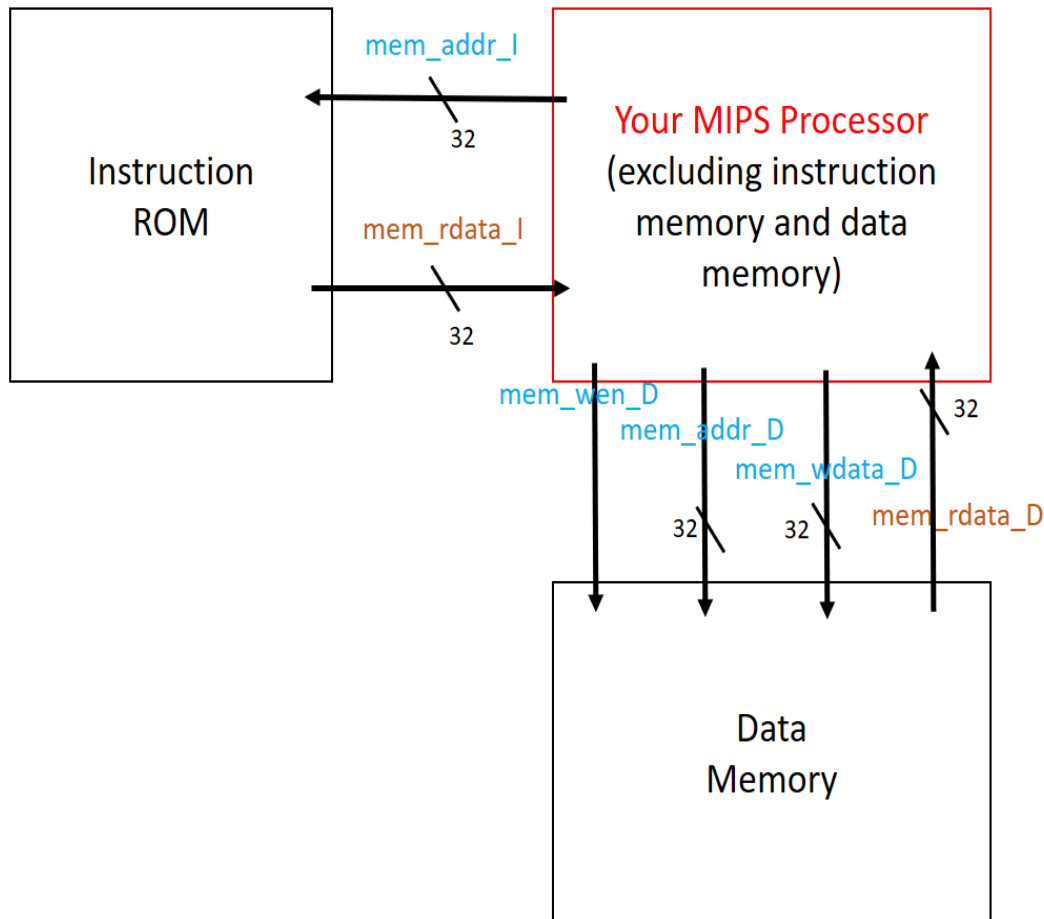 mem_addr_I
32
Instruction
ROM
mem_rdata_I
32
Your MIPS Processor
(excluding instruction
memory and data
memory)
mem_wen_D
mem_addr_D
32
mem_wdata_D
32
32
mem_rdata_D
Data
Memory